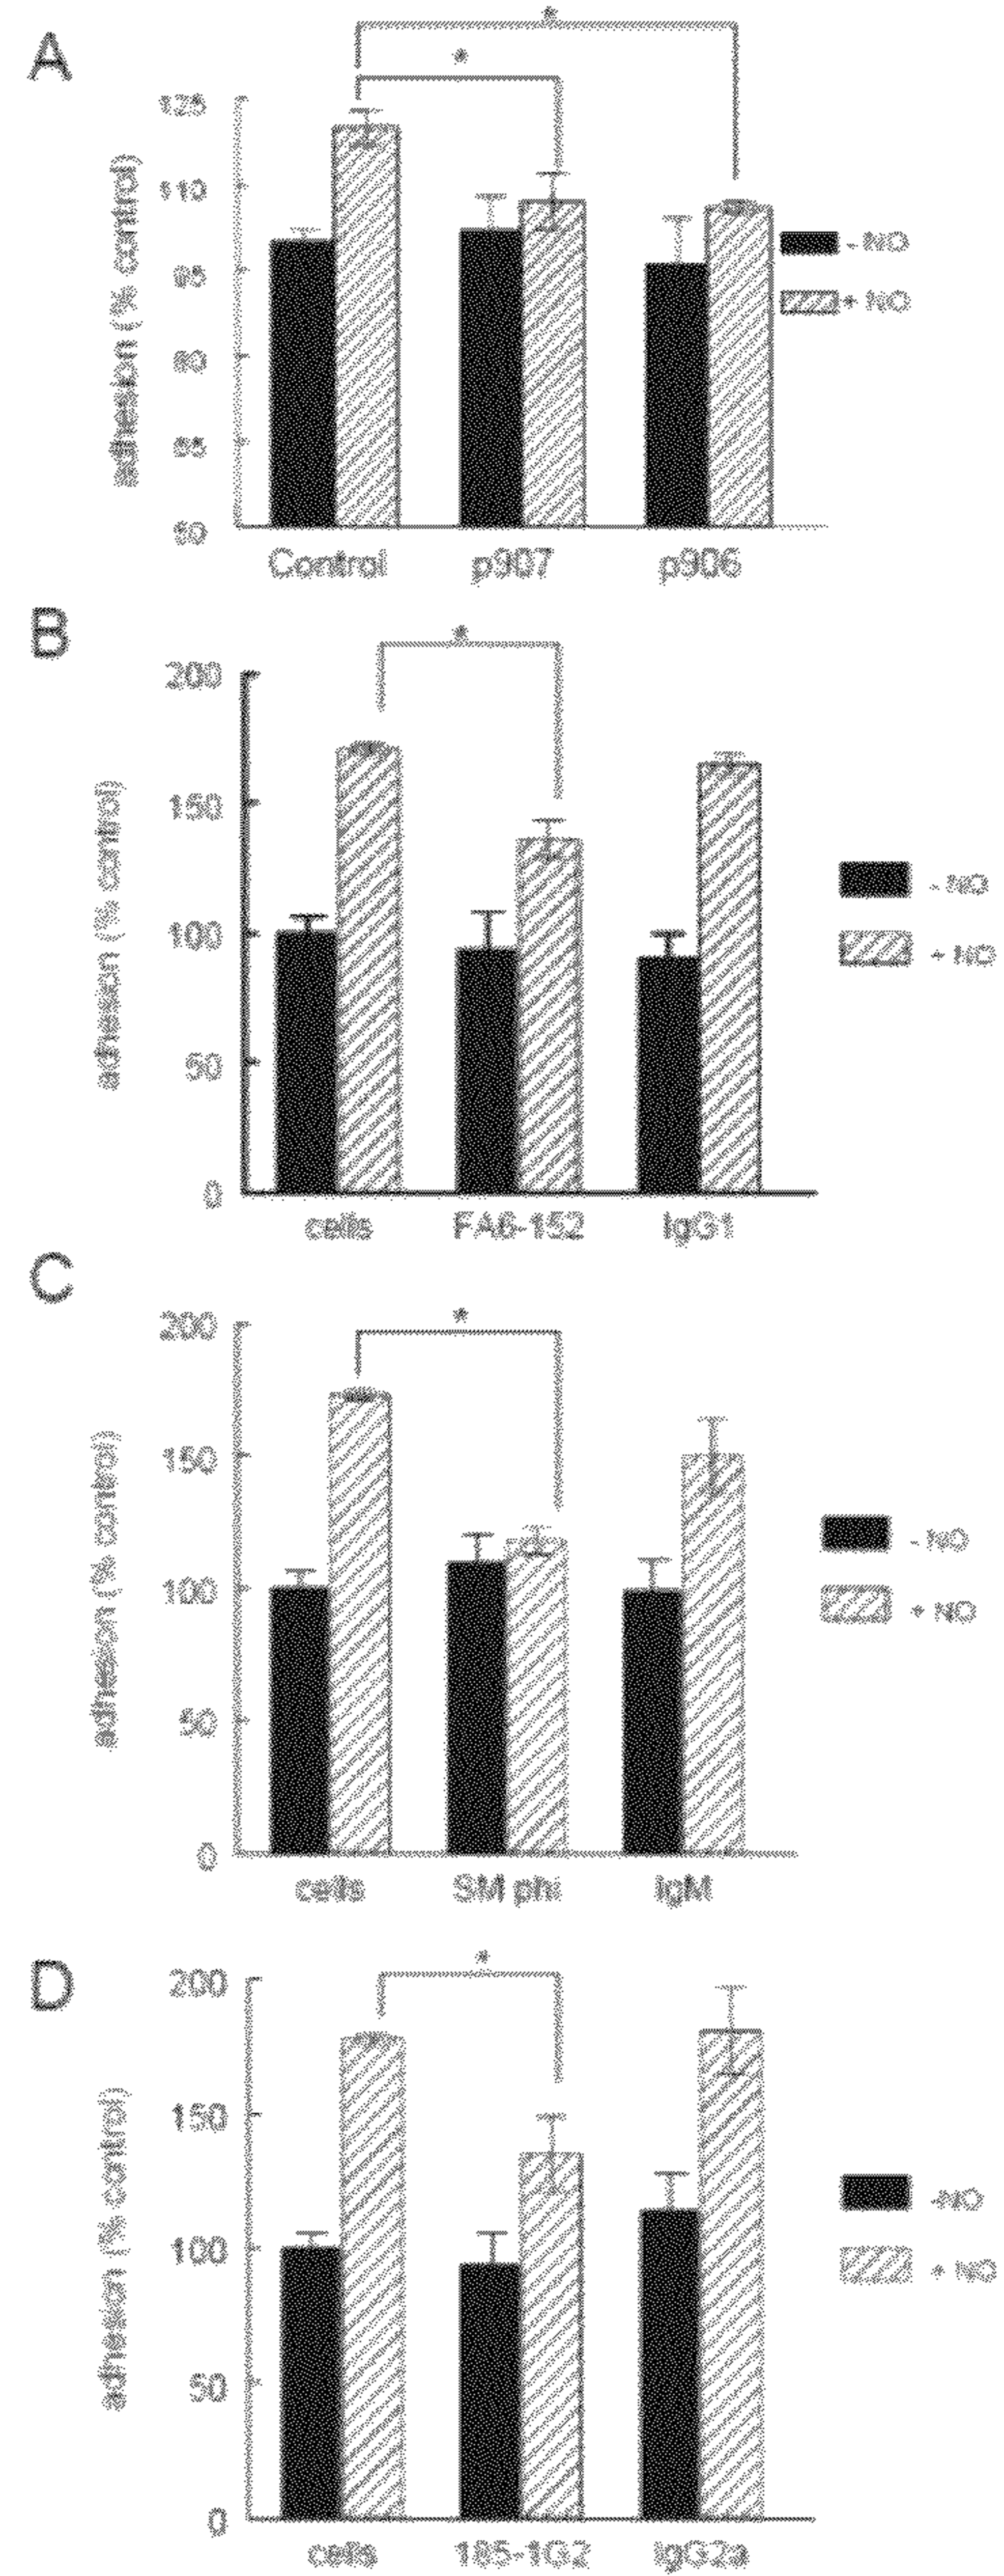 A
*
*
125
110
95
80
65
50
adhesion (% control)
- NO
+ NO
Control p907 p906
B
*
200
150
100
50
0
adhesion (% control)
- NO
+ NO
cells FA6-152 IgG1
C
*
200
150
100
50
0
adhesion (% control)
- NO
+ NO
cells SM phi IgM
D
*
200
150
100
50
0
adhesion (% control)
-NO
+ NO
cells 185-1G2 IgG2a